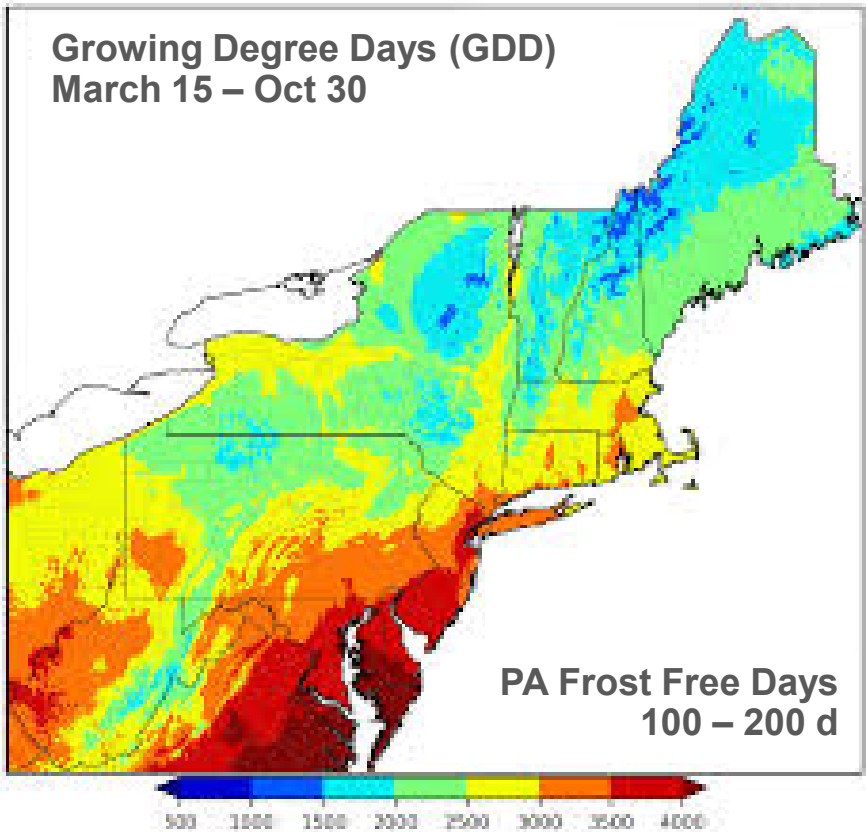 Growing Degree Days (GDD)
March 15 – Oct 30
PA Frost Free Days
100 – 200 d
500 1000 1500 2000 2500 3000 3500 4000